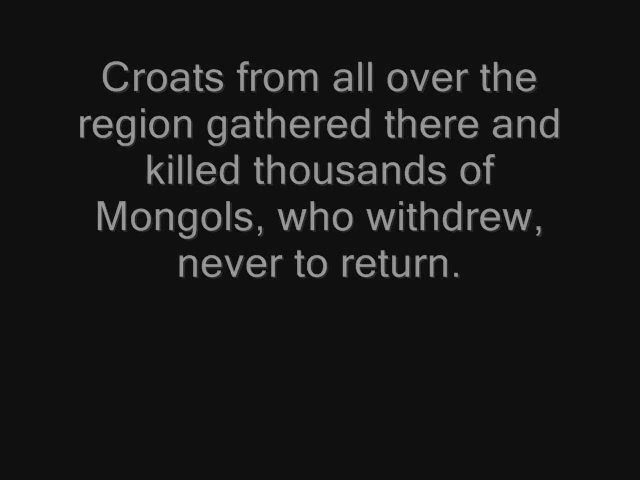 Croats from all over the
region gathered there and
killed thousands of
Mongols, who withdrew,
never to return.